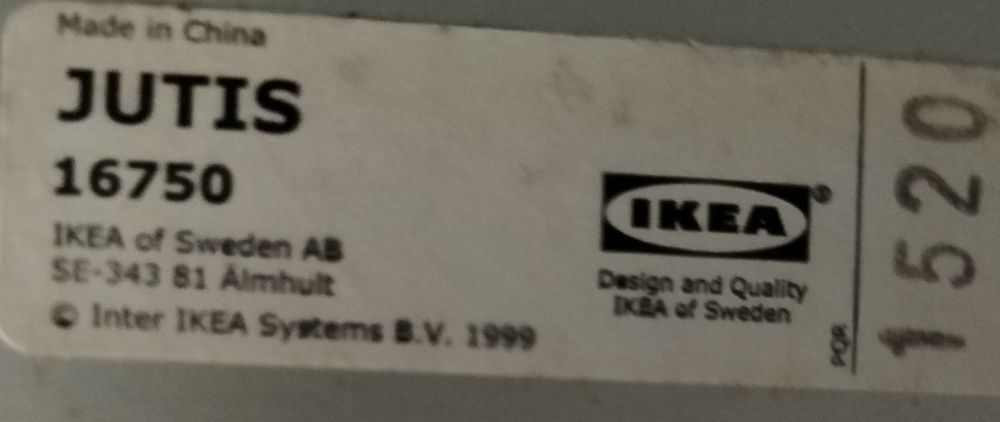 Made in China
JUTIS
16750
IKEA of Sweden AB
SE-343 81 Älmhult
© Inter IKEA Systems B.V. 1999
IKEA®
Design and Quality
IKEA of Sweden
1520